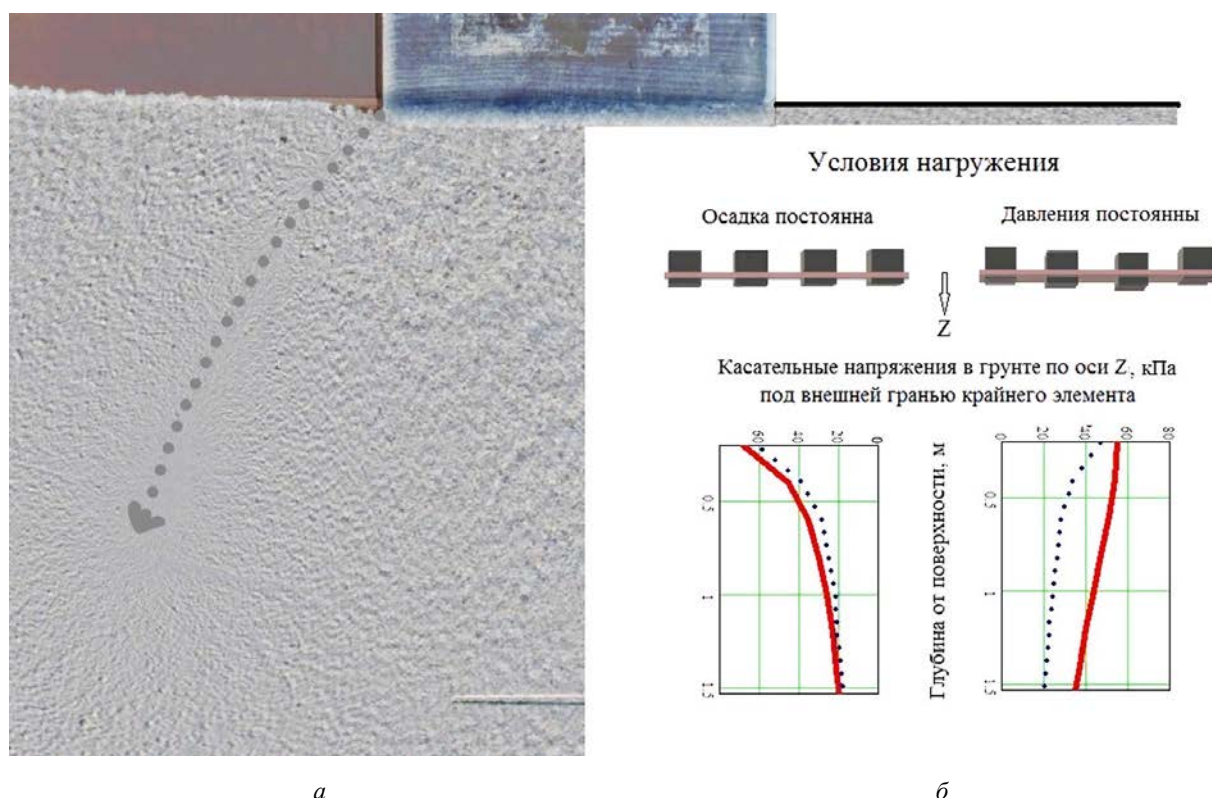 Условия нагружения
Осадка постоянна
Давления постоянны
Z
Касательные напряжения в грунте по оси Z, кПа
под внешней гранью крайнего элемента
60 40 20 0
0.5
1
1.5
Глубина от поверхности, м
0 20 40 60 80
0.5
1
1.5
а
б